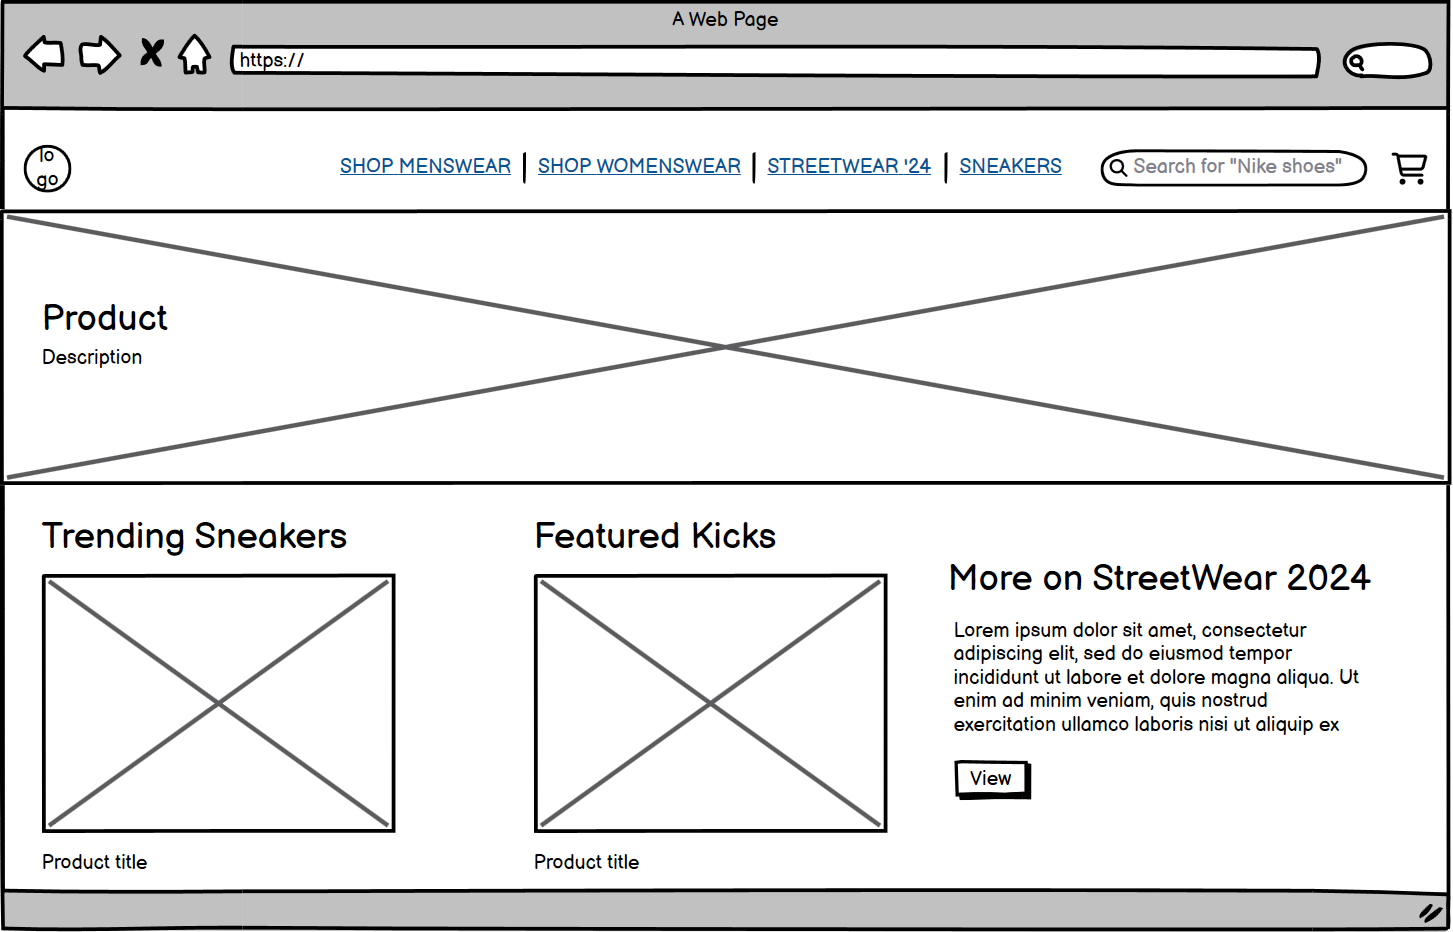 A Web Page
https://
lo
go
SHOP MENSWEAR | SHOP WOMENSWEAR | STREETWEAR '24 | SNEAKERS
Search for "Nike shoes"
Product
Description
Trending Sneakers
Product title
Featured Kicks
Product title
More on StreetWear 2024
Lorem ipsum dolor sit amet, consectetur
adipiscing elit, sed do eiusmod tempor
incididunt ut labore et dolore magna aliqua. Ut
enim ad minim veniam, quis nostrud
exercitation ullamco laboris nisi ut aliquip ex
View